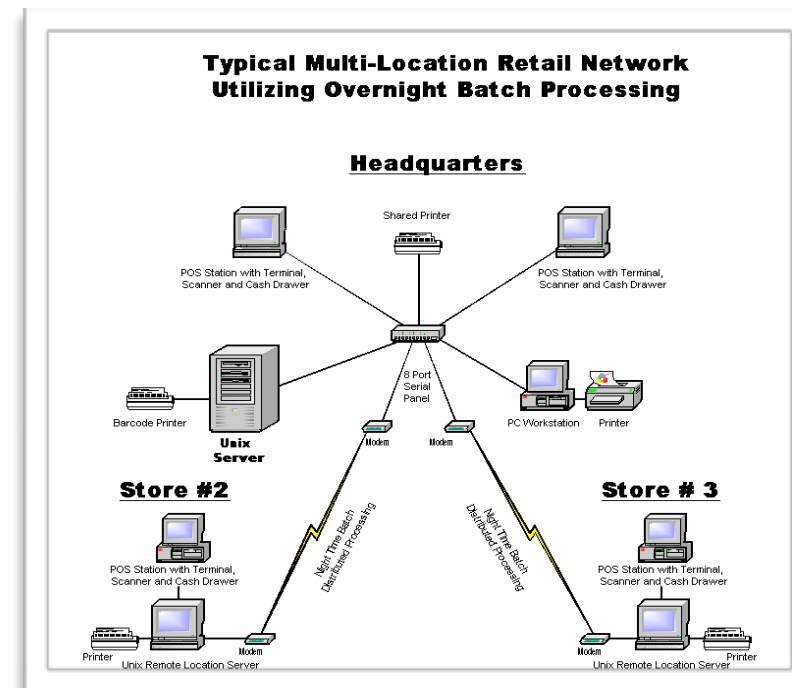 Typical Multi-Location Retail Network
Utilizing Overnight Batch Processing
Headquarters
Shared Printer
POS Station with Terminal,
Scanner and Cash Drawer
POS Station with Terminal,
Scanner and Cash Drawer
8 Port
Serial
Panel
Barcode Printer
Unix
Server
PC Workstation
Printer
Modem
Modem
Store #2
Store # 3
Night Time Batch
Distributed Processing
Night Time Batch
Distributed Processing
POS Station with Terminal,
Scanner and Cash Drawer
POS Station with Terminal,
Scanner and Cash Drawer
Printer
Unix Remote Location Server
Modem
Modem
Unix Remote Location Server
Printer